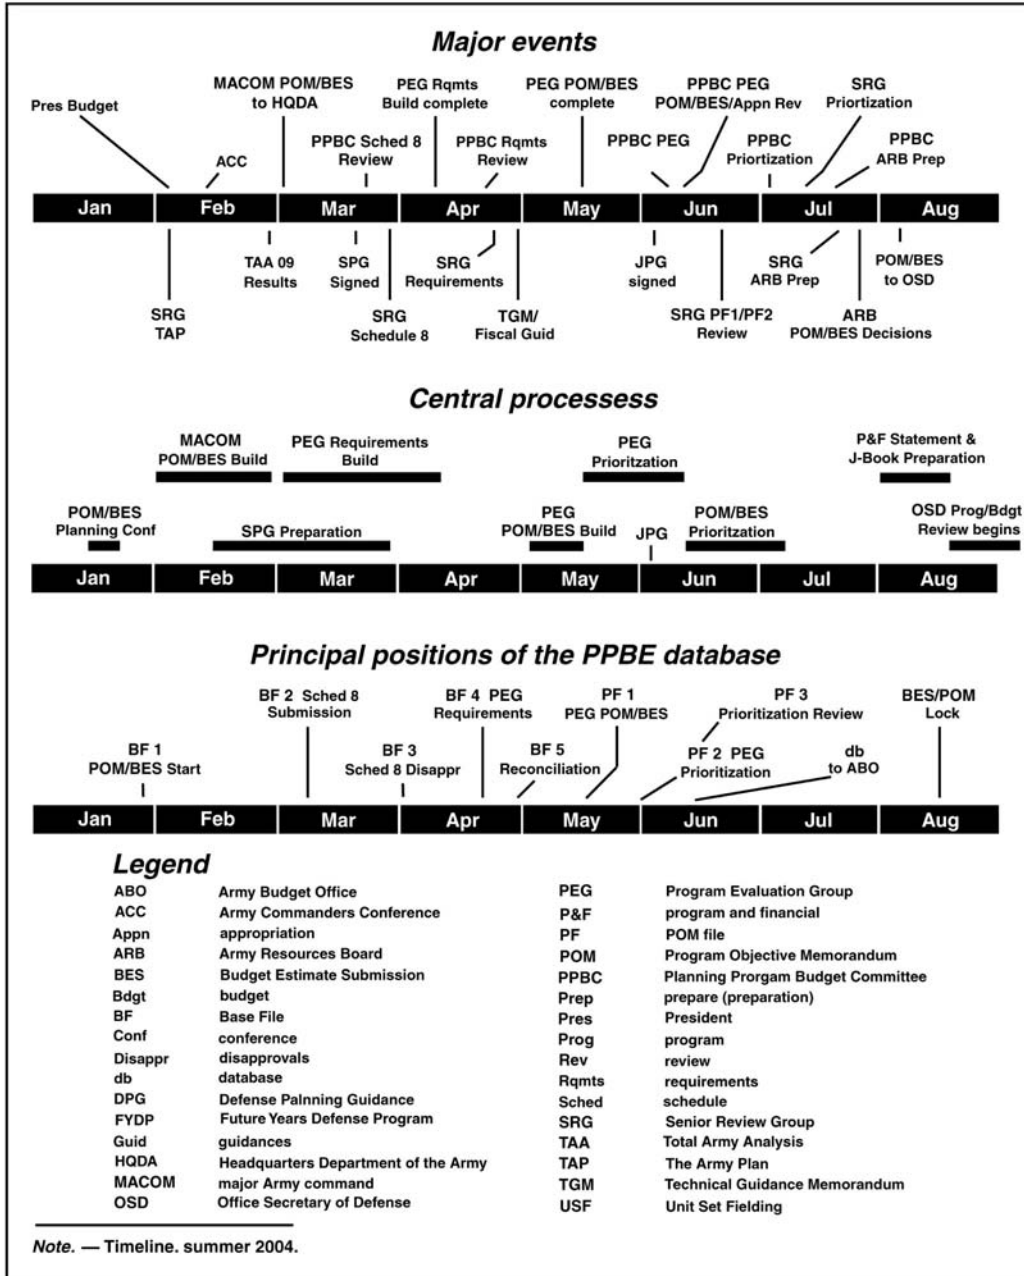 Major events
Pres Budget
MACOM POM/BES
to HQDA
ACC
PPBC Sched 8
Review
PEG Rqmts
Build complete
PPBC Rqmts
Review
PEG POM/BES
complete
PPBC PEG
PPBC PEG
POM/BES/Appn Rev
PPBC
Priortization
SRG
Priortization
PPBC
ARB Prep
Jan Feb Mar Apr May Jun Jul Aug
SRG
TAP
TAA 09
Results
SPG
Signed
SRG
Schedule 8
SRG
Requirements
TGM/
Fiscal Guid
JPG
signed
SRG PF1/PF2
Review
SRG
ARB Prep
ARB
POM/BES Decisions
POM/BES
to OSD
Central processess
MACOM
POM/BES Build
PEG Requirements
Build
PEG
Prioritzation
P&F Statement &
J-Book Preparation
POM/BES
Planning Conf
SPG Preparation
PEG
POM/BES Build
JPG
POM/BES
Prioritzation
OSD Prog/Bdgt
Review begins
Jan Feb Mar Apr May Jun Jul Aug
Principal positions of the PPBE database
BF 1
POM/BES Start
BF 2 Sched 8
Submission
BF 3
Sched 8 Disappr
BF 4 PEG
Requirements
BF 5
Reconciliation
PF 1
PEG POM/BES
PF 3
Prioritization Review
PF 2 PEG
Prioritization
db
to ABO
BES/POM
Lock
Jan Feb Mar Apr May Jun Jul Aug
Legend
ABO Army Budget Office
ACC Army Commanders Conference
Appn appropriation
ARB Army Resources Board
BES Budget Estimate Submission
Bdgt budget
BF Base File
Conf conference
Disappr disapprovals
db database
DPG Defense Palnning Guidance
FYDP Future Years Defense Program
Guid guidances
HQDA Headquarters Department of the Army
MACOM major Army command
OSD Office Secretary of Defense
PEG Program Evaluation Group
P&F program and financial
PF POM file
POM Program Objective Memorandum
PPBC Planning Prorgam Budget Committee
Prep prepare (preparation)
Pres President
Prog program
Rev review
Rqmts requirements
Sched schedule
SRG Senior Review Group
TAA Total Army Analysis
TAP The Army Plan
TGM Technical Guidance Memorandum
USF Unit Set Fielding
Note. — Timeline. summer 2004.